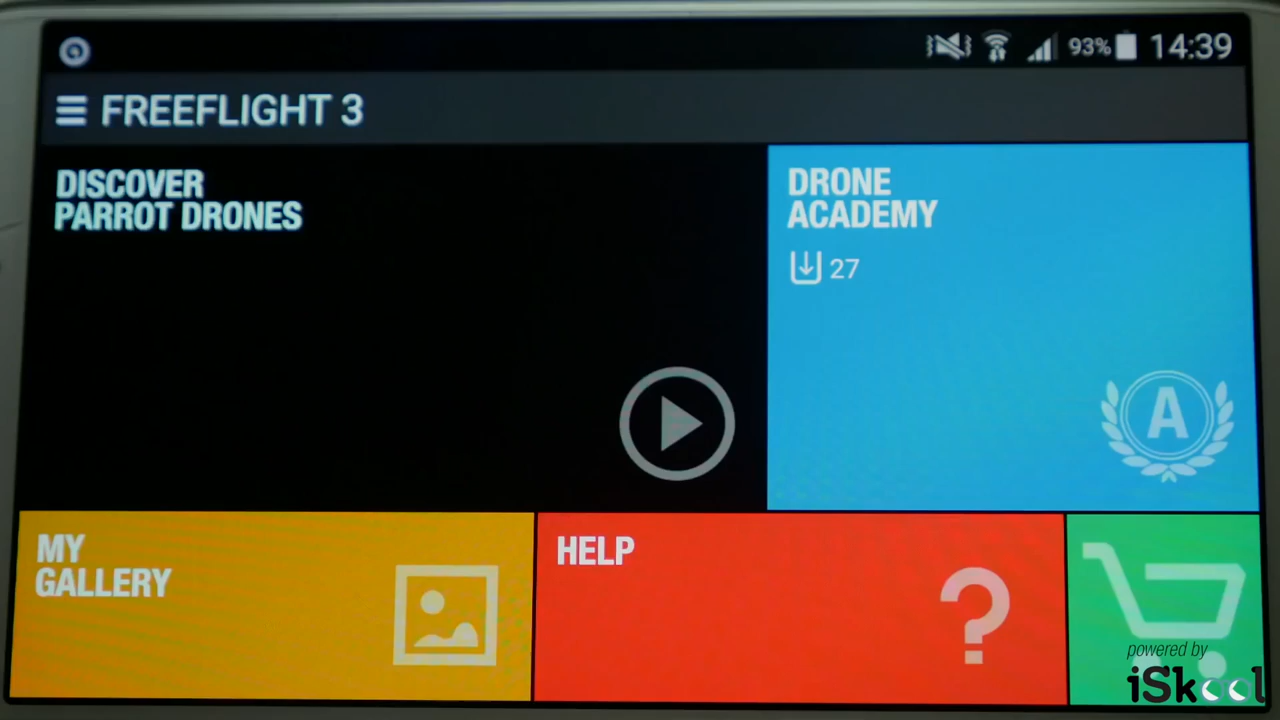 93% 14:39
FREEFLIGHT 3
DISCOVER
PARROT DRONES
DRONE
ACADEMY
27
A
MY
GALLERY
HELP
?
powered by
iSkool